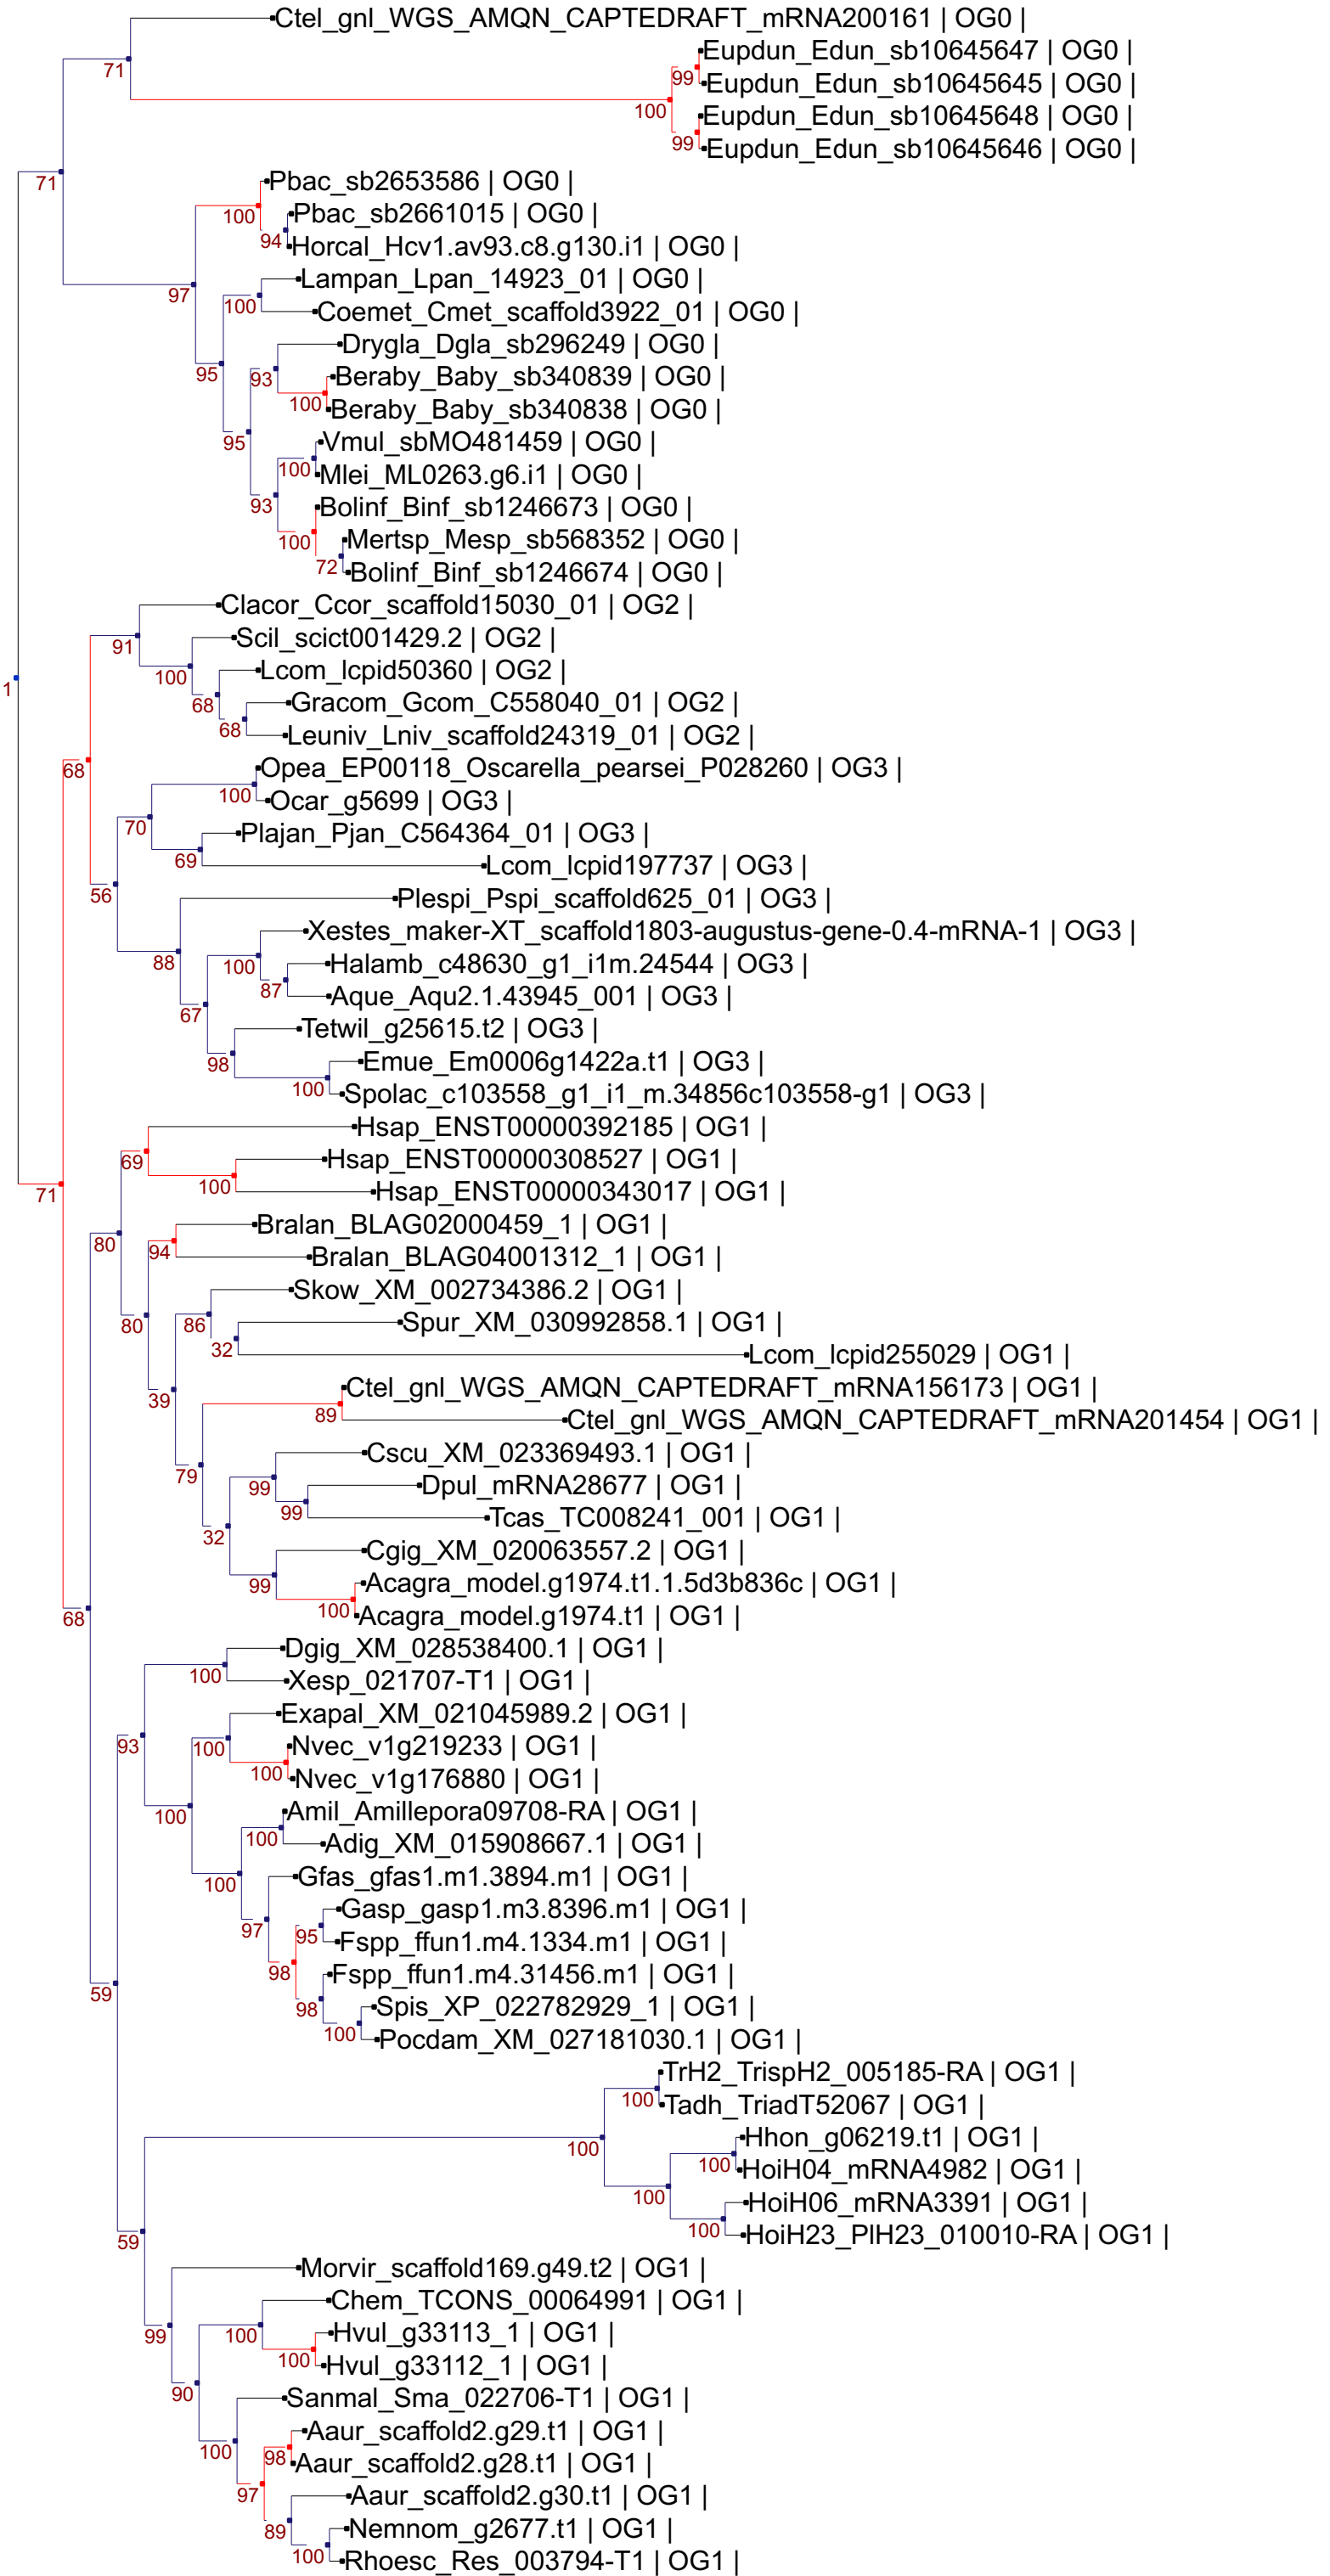 Ctel_gnl_WGS_AMQN_CAPTEDRAFT_mRNA200161 | OG0 |
Eupdun_Edun_sb10645647 | OG0 |
71
99
Eupdun_Edun_sb10645645 | OG0 |
100
Eupdun_Edun_sb10645648 | OG0 |
99
Eupdun_Edun_sb10645646 | OG0 |
71
Pbac_sb2653586 | OG0 |
100
Pbac_sb2661015 | OG0 |
94
Horcal_Hcv1.av93.c8.g130.i1 | OG0 |
Lampan_Lpan_14923_01 | OG0 |
97
100
Coemet_Cmet_scaffold3922_01 | OG0 |
Drygla_Dgla_sb296249 | OG0 |
95
93
Beraby_Baby_sb340839 | OG0 |
100
Beraby_Baby_sb340838 | OG0 |
95
Vmul_sbMO481459 | OG0 |
100
Mlei_ML0263.g6.i1 | OG0 |
93
Bolinf_Binf_sb1246673 | OG0 |
100
Mertsp_Mesp_sb568352 | OG0 |
72
Bolinf_Binf_sb1246674 | OG0 |
Clacor_Ccor_scaffold15030_01 | OG2 |
91
Scil_scict001429.2 | OG2 |
100
Lcom_lcpid50360 | OG2 |
1
68
Gracom_Gcom_C558040_01 | OG2 |
68
Leuniv_Lniv_scaffold24319_01 | OG2 |
68
Opea_EP00118_Oscarella_pearsei_P028260 | OG3 |
100
Ocar_g5699 | OG3 |
70
Plajan_Pjan_C564364_01 | OG3 |
69
Lcom_lcpid197737 | OG3 |
56
Plespi_Pspi_scaffold625_01 | OG3 |
Xestes_maker-XT_scaffold1803-augustus-gene-0.4-mRNA-1 | OG3 |
88
100
Halamb_c48630_g1_i1m.24544 | OG3 |
87
Aque_Aqu2.1.43945_001 | OG3 |
67
Tetwil_g25615.t2 | OG3 |
98
Emue_Em0006g1422a.t1 | OG3 |
100
Spolac_c103558_g1_i1_m.34856c103558-g1 | OG3 |
Hsap_ENST00000392185 | OG1 |
69
Hsap_ENST00000308527 | OG1 |
100
71
Hsap_ENST00000343017 | OG1 |
Bralan_BLAG02000459_1 | OG1 |
80
94
Bralan_BLAG04001312_1 | OG1 |
Skow_XM_002734386.2 | OG1 |
80
86
Spur_XM_030992858.1 | OG1 |
32
Lcom_lcpid255029 | OG1 |
39
Ctel_gnl_WGS_AMQN_CAPTEDRAFT_mRNA156173 | OG1 |
89
Ctel_gnl_WGS_AMQN_CAPTEDRAFT_mRNA201454 | OG1 |
79
Cscu_XM_023369493.1 | OG1 |
99
Dpul_mRNA28677 | OG1 |
99
Tcas_TC008241_001 | OG1 |
32
Cgig_XM_020063557.2 | OG1 |
99
Acagra_model.g1974.t1.1.5d3b836c | OG1 |
100
68
Acagra_model.g1974.t1 | OG1 |
Dgig_XM_028538400.1 | OG1 |
100
Xesp_021707-T1 | OG1 |
Exapal_XM_021045989.2 | OG1 |
93
100
Nvec_v1g219233 | OG1 |
100
Nvec_v1g176880 | OG1 |
100
Amil_Amillepora09708-RA | OG1 |
100
Adig_XM_015908667.1 | OG1 |
100
Gfas_gfas1.m1.3894.m1 | OG1 |
Gasp_gasp1.m3.8396.m1 | OG1 |
97
95
Fspp_ffun1.m4.1334.m1 | OG1 |
98
Fspp_ffun1.m4.31456.m1 | OG1 |
59
98
Spis_XP_022782929_1 | OG1 |
100
Pocdam_XM_027181030.1 | OG1 |
TrH2_TrispH2_005185-RA | OG1 |
100
Tadh_TriadT52067 | OG1 |
100
Hhon_g06219.t1 | OG1 |
100
HoiH04_mRNA4982 | OG1 |
100
HoiH06_mRNA3391 | OG1 |
100
HoiH23_PlH23_010010-RA | OG1 |
59
Morvir_scaffold169.g49.t2 | OG1 |
Chem_TCONS_00064991 | OG1 |
99
100
Hvul_g33113_1 | OG1 |
100
Hvul_g33112_1 | OG1 |
90
Sanmal_Sma_022706-T1 | OG1 |
Aaur_scaffold2.g29.t1 | OG1 |
100
98
Aaur_scaffold2.g28.t1 | OG1 |
97
Aaur_scaffold2.g30.t1 | OG1 |
89
Nemnom_g2677.t1 | OG1 |
100
Rhoesc_Res_003794-T1 | OG1 |